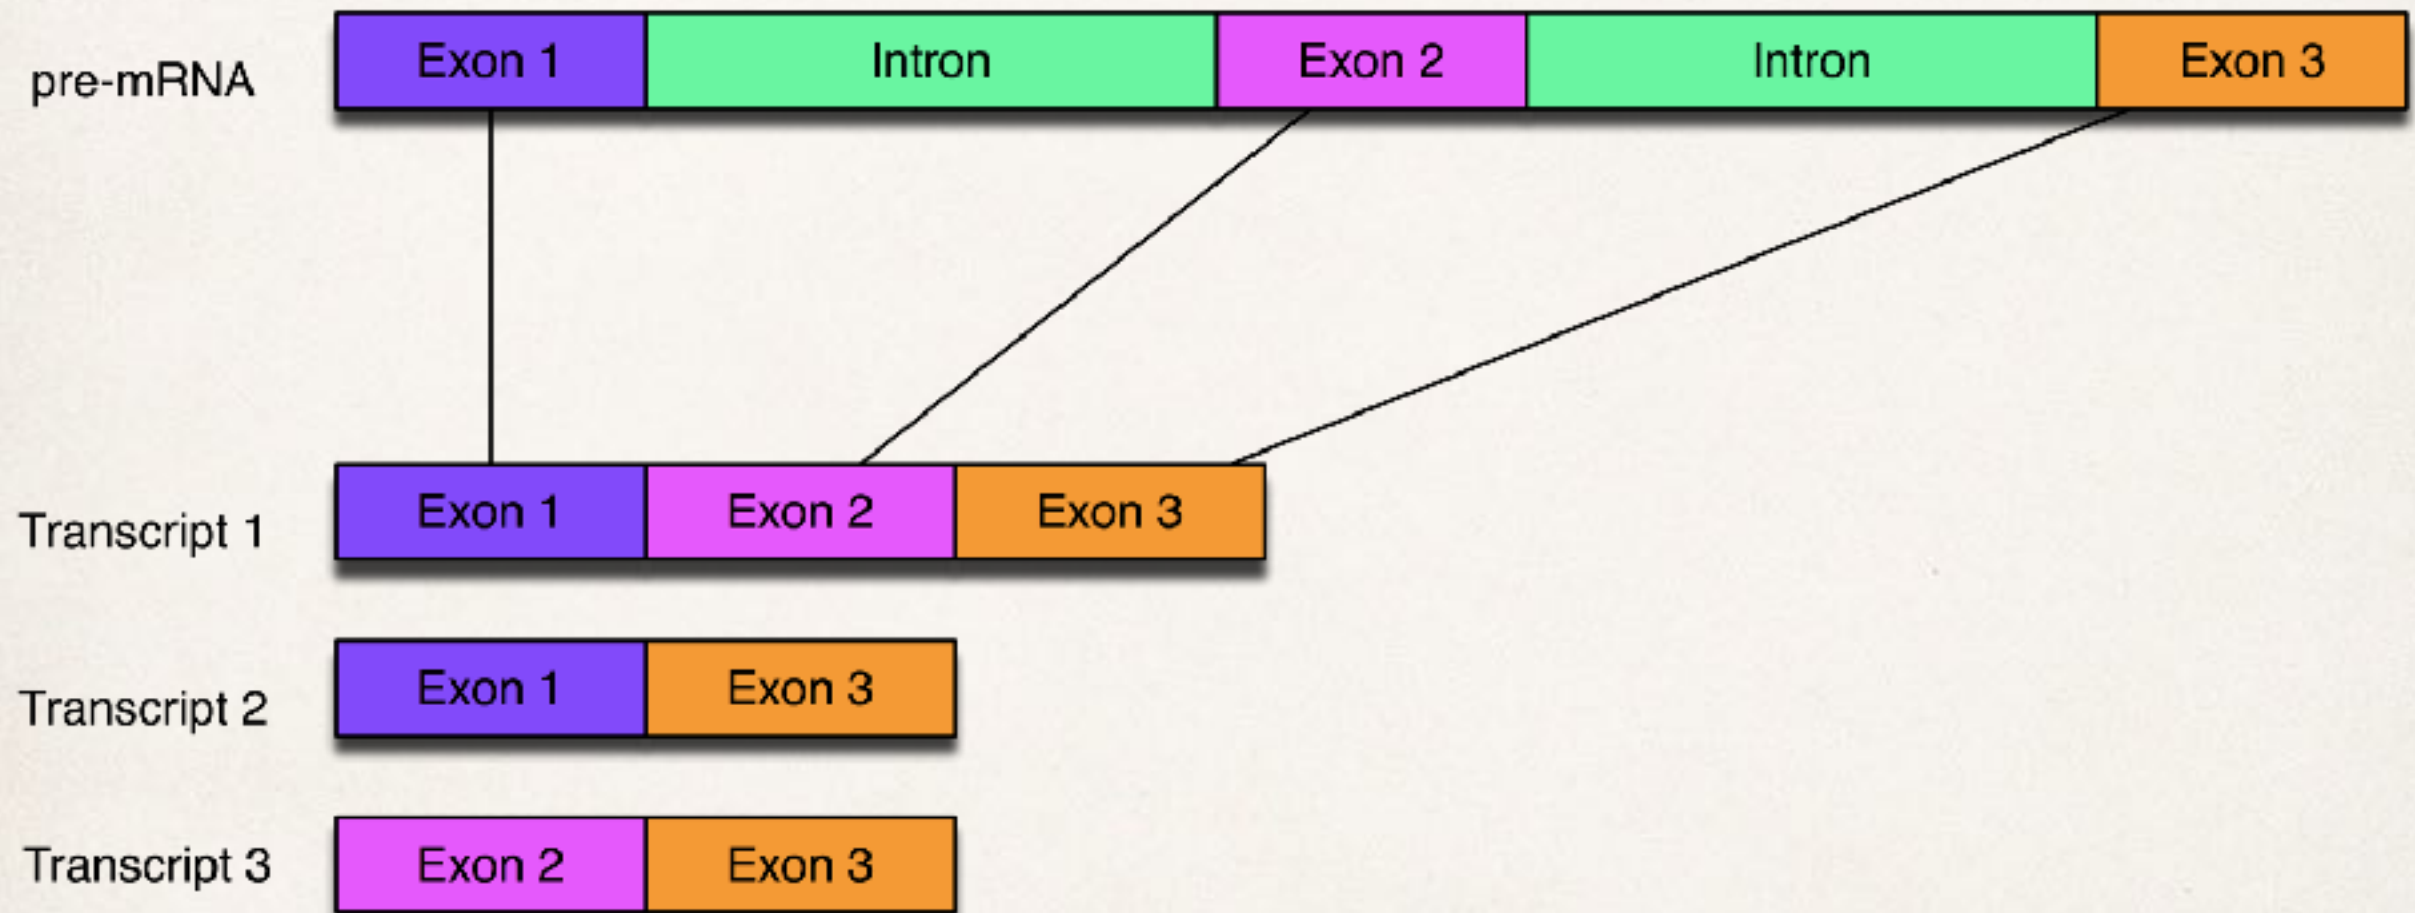 pre-mRNA Exon 1 Intron Exon 2 Intron Exon 3
Transcript 1 Exon 1 Exon 2 Exon 3
Transcript 2 Exon 1 Exon 3
Transcript 3 Exon 2 Exon 3